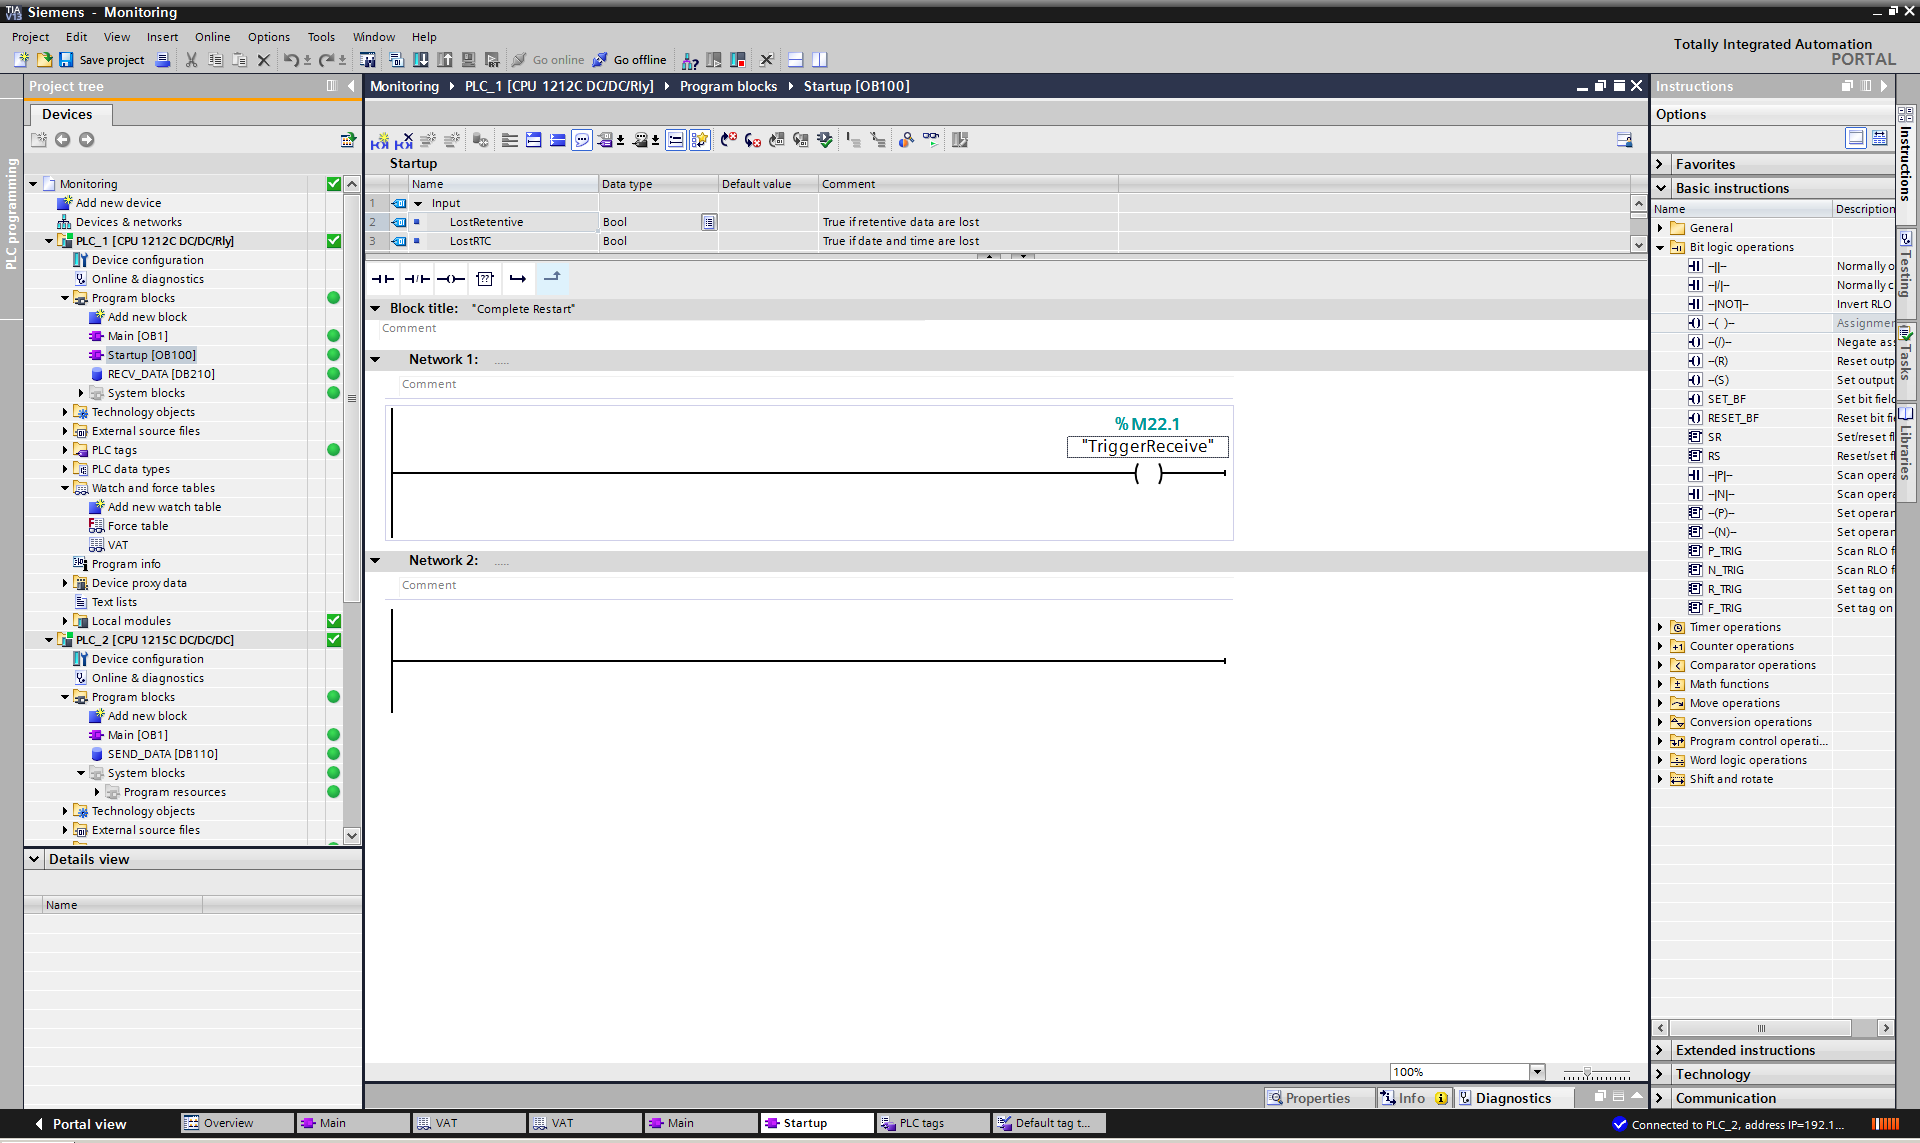 Siemens - Monitoring
Project Edit View Insert Online Options Tools Window Help
Save project
Go online
Go offline
Totally Integrated Automation
PORTAL
Project tree
Devices
PLC programming
Monitoring
Add new device
Devices & networks
PLC_1 [CPU 1212C DC/DC/Rly]
Device configuration
Online & diagnostics
Program blocks
Add new block
Main [OB1]
Startup [OB100]
RECV_DATA [DB210]
System blocks
Technology objects
External source files
PLC tags
PLC data types
Watch and force tables
Add new watch table
Force table
VAT
Program info
Device proxy data
Text lists
Local modules
PLC_2 [CPU 1215C DC/DC/DC]
Device configuration
Online & diagnostics
Program blocks
Add new block
Main [OB1]
SEND_DATA [DB110]
System blocks
Program resources
Technology objects
External source files
Details view
Name
Monitoring PLC_1 [CPU 1212C DC/DC/Rly] Program blocks Startup [OB100]
Startup
Name Data type Default value Comment
1 Input
2 LostRetentive Bool True if retentive data are lost
3 LostRTC Bool True if date and time are lost
??
Block title: "Complete Restart"
Comment
Network 1: .....
Comment
%M22.1
"TriggerReceive"
( )
Network 2: .....
Comment
100%
Properties
Info
Diagnostics
Instructions
Options
Favorites
Basic instructions
Name Description
General
Bit logic operations
-||- Normally o
-|/|- Normally c
-|NOT|- Invert RLO
-( )- Assignmen
-(/)- Negate ass
-(R) Reset outp
-(S) Set output
SET_BF Set bit field
RESET_BF Reset bit fi
SR Set/reset fl
RS Reset/set fl
-|P|- Scan opera
-|N|- Scan opera
-(P)- Set operan
-(N)- Set operan
P_TRIG Scan RLO f
N_TRIG Scan RLO f
R_TRIG Set tag on
F_TRIG Set tag on
Timer operations
Counter operations
Comparator operations
Math functions
Move operations
Conversion operations
Program control operati...
Word logic operations
Shift and rotate
Extended instructions
Technology
Communication
Instructions
Testing
Tasks
Libraries
Portal view
Overview
Main
VAT
VAT
Main
Startup
PLC tags
Default tag t...
Connected to PLC_2, address IP=192.1...